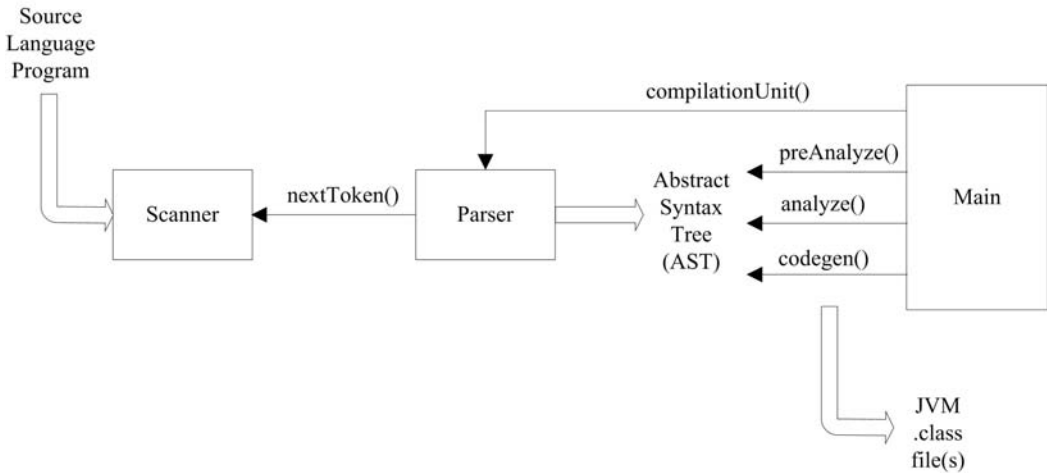 Source
Language
Program
compilationUnit()
preAnalyze()
Scanner
nextToken()
Parser
Abstract
Syntax
Tree
(AST)
analyze()
codegen()
Main
JVM
.class
file(s)